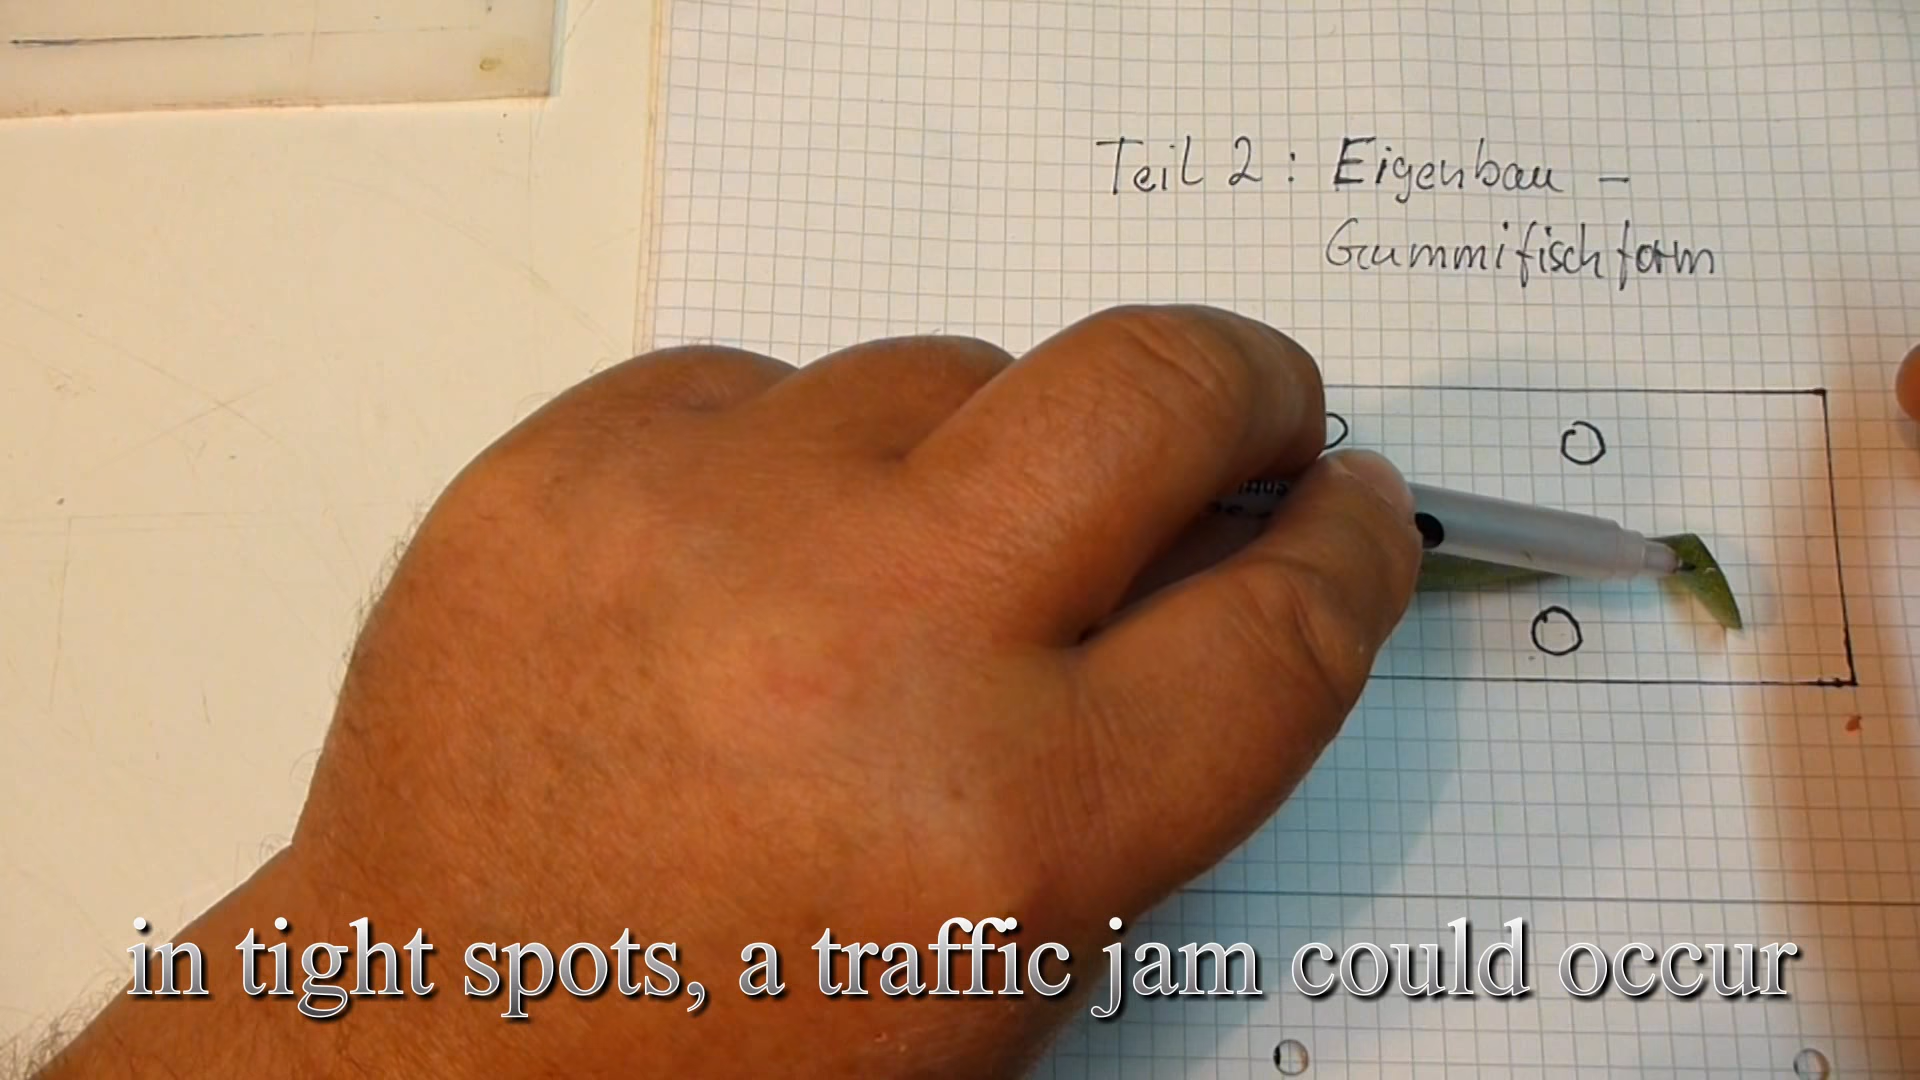 Teil 2: Eigenbau -
Gummifischform
in tight spots, a traffic jam could occur